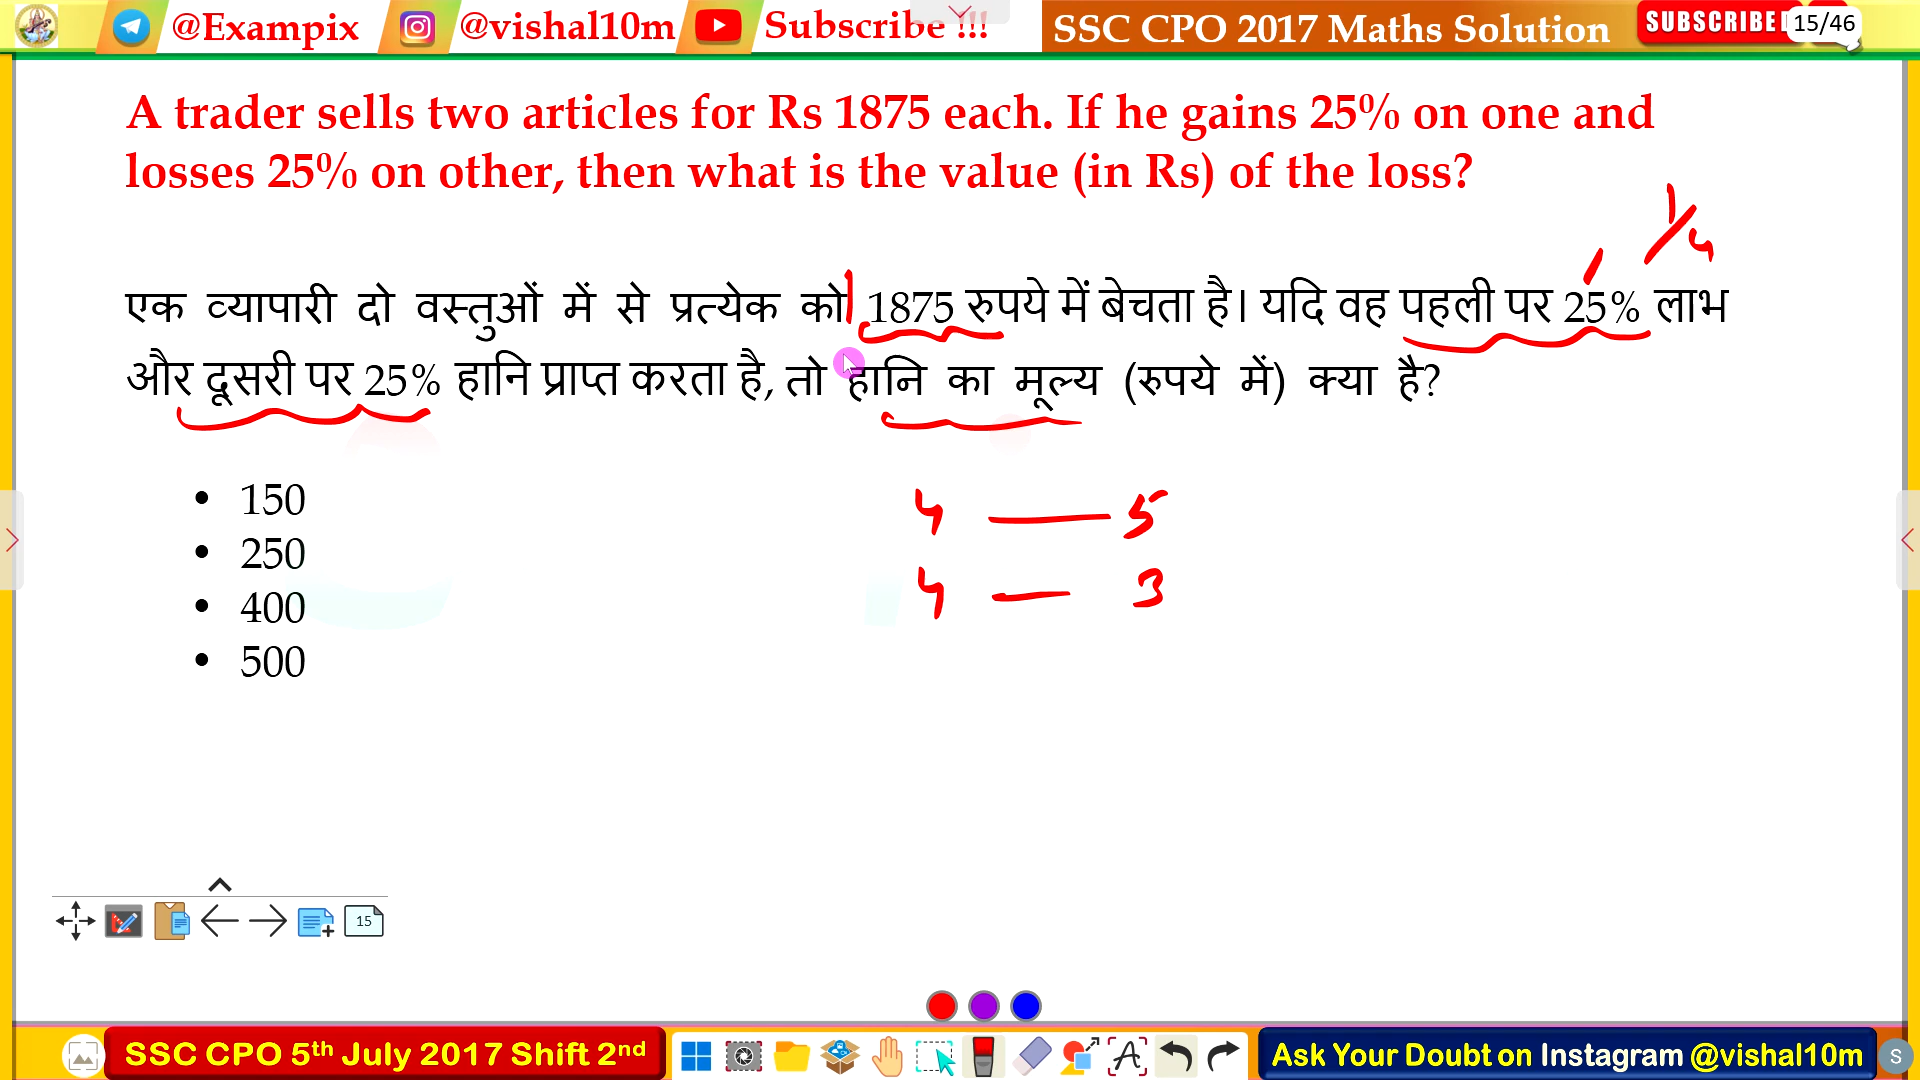 @Exampix @vishal10m Subscribe !!! SSC CPO 2017 Maths Solution SUBSCRIBE 15/46
A trader sells two articles for Rs 1875 each. If he gains 25% on one and
losses 25% on other, then what is the value (in Rs) of the loss?
1/4
एक व्यापारी दो वस्तुओं में से प्रत्येक को 1875 रुपये में बेचता है। यदि वह पहली पर 25% लाभ
और दूसरी पर 25% हानि प्राप्त करता है, तो हानि का मूल्य (रुपये में) क्या है?
• 150
• 250
• 400
• 500
4 — 5
4 — 3
15
SSC CPO 5th July 2017 Shift 2nd Ask Your Doubt on Instagram @vishal10m S